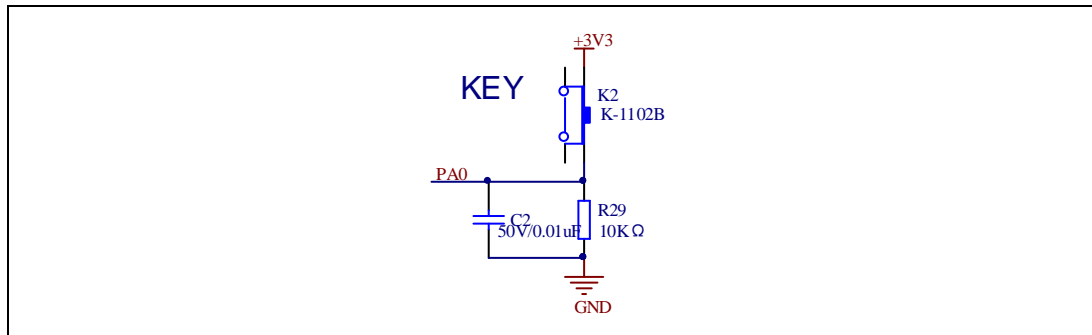 +3V3
KEY
K2
K-1102B
PA0
C2
50V/0.01uF
R29
10KΩ
GND